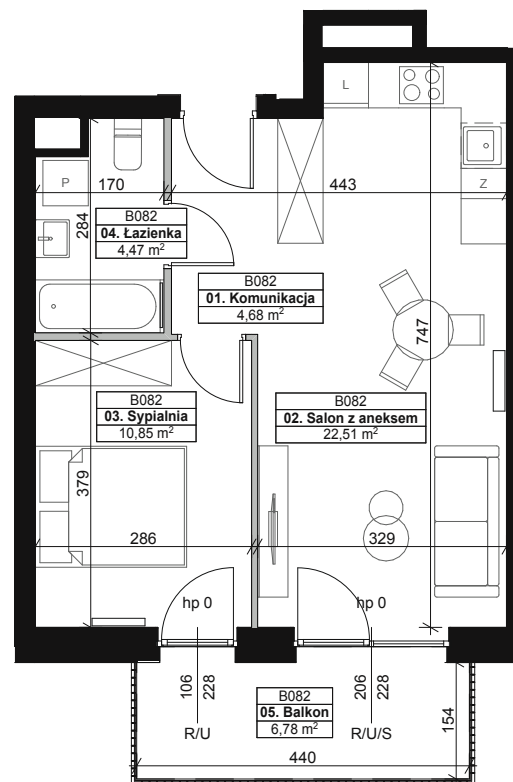 L
P
170
443
Z
284
B082
04. Łazienka
4,47 m²
B082
01. Komunikacja
4,68 m²
747
B082
03. Sypialnia
10,85 m²
B082
02. Salon z aneksem
22,51 m²
379
286
329
hp 0
hp 0
106
228
206
228
B082
05. Balkon
6,78 m²
R/U
R/U/S
154
440